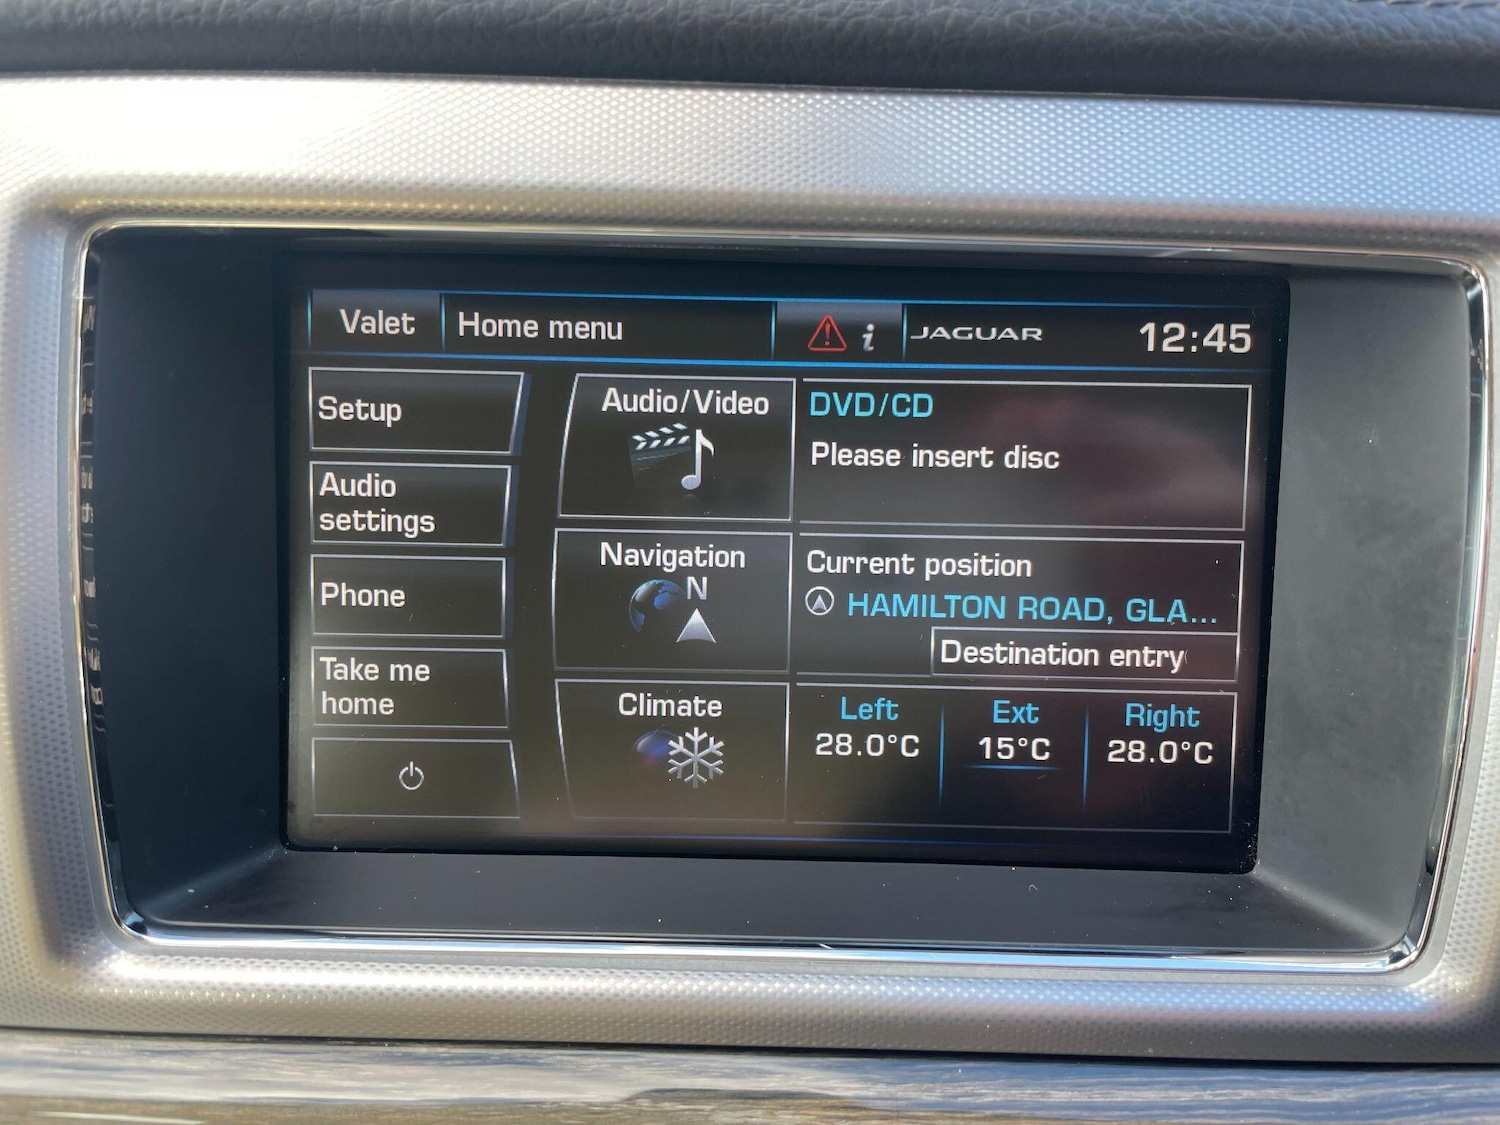 Valet
Home menu
i
JAGUAR
12:45
Setup
Audio
settings
Phone
Take me
home
Audio/Video
DVD/CD
Please insert disc
Navigation
N
Current position
HAMILTON ROAD, GLA...
Destination entry
Climate
Left
Ext
Right
28.0°C
15°C
28.0°C